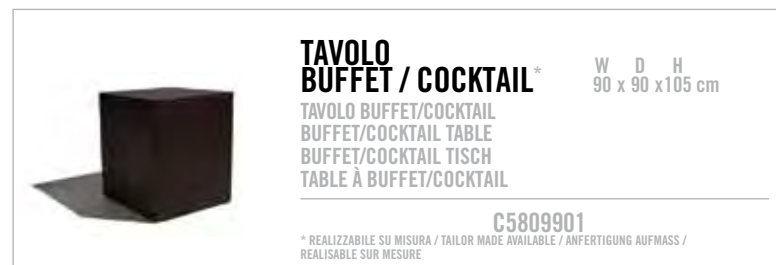 TAVOLO
BUFFET / COCKTAIL*
W D H
90 x 90 x105 cm
TAVOLO BUFFET/COCKTAIL
BUFFET/COCKTAIL TABLE
BUFFET/COCKTAIL TISCH
TABLE À BUFFET/COCKTAIL
C5809901
* REALIZZABILE SU MISURA / TAILOR MADE AVAILABLE / ANFERTIGUNG AUFMASS /
REALISABLE SUR MESURE